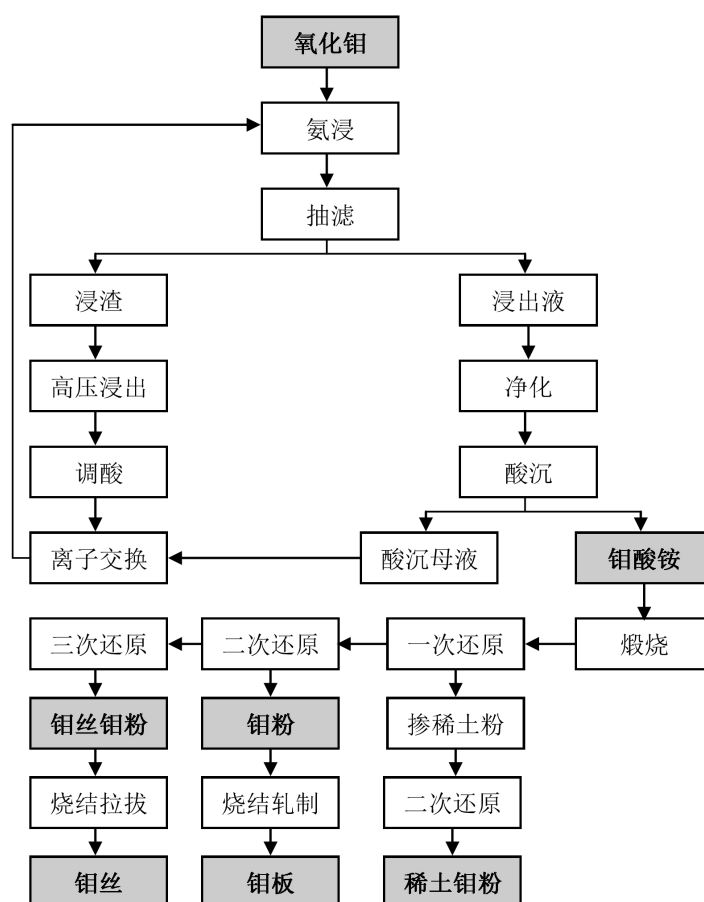 氧化钼
氨浸
抽滤
浸渣
浸出液
高压浸出
净化
调酸
酸沉
离子交换
酸沉母液
钼酸铵
三次还原
二次还原
一次还原
煅烧
钼丝钼粉
钼粉
掺稀土粉
烧结拉拔
烧结轧制
二次还原
钼丝
钼板
稀土钼粉